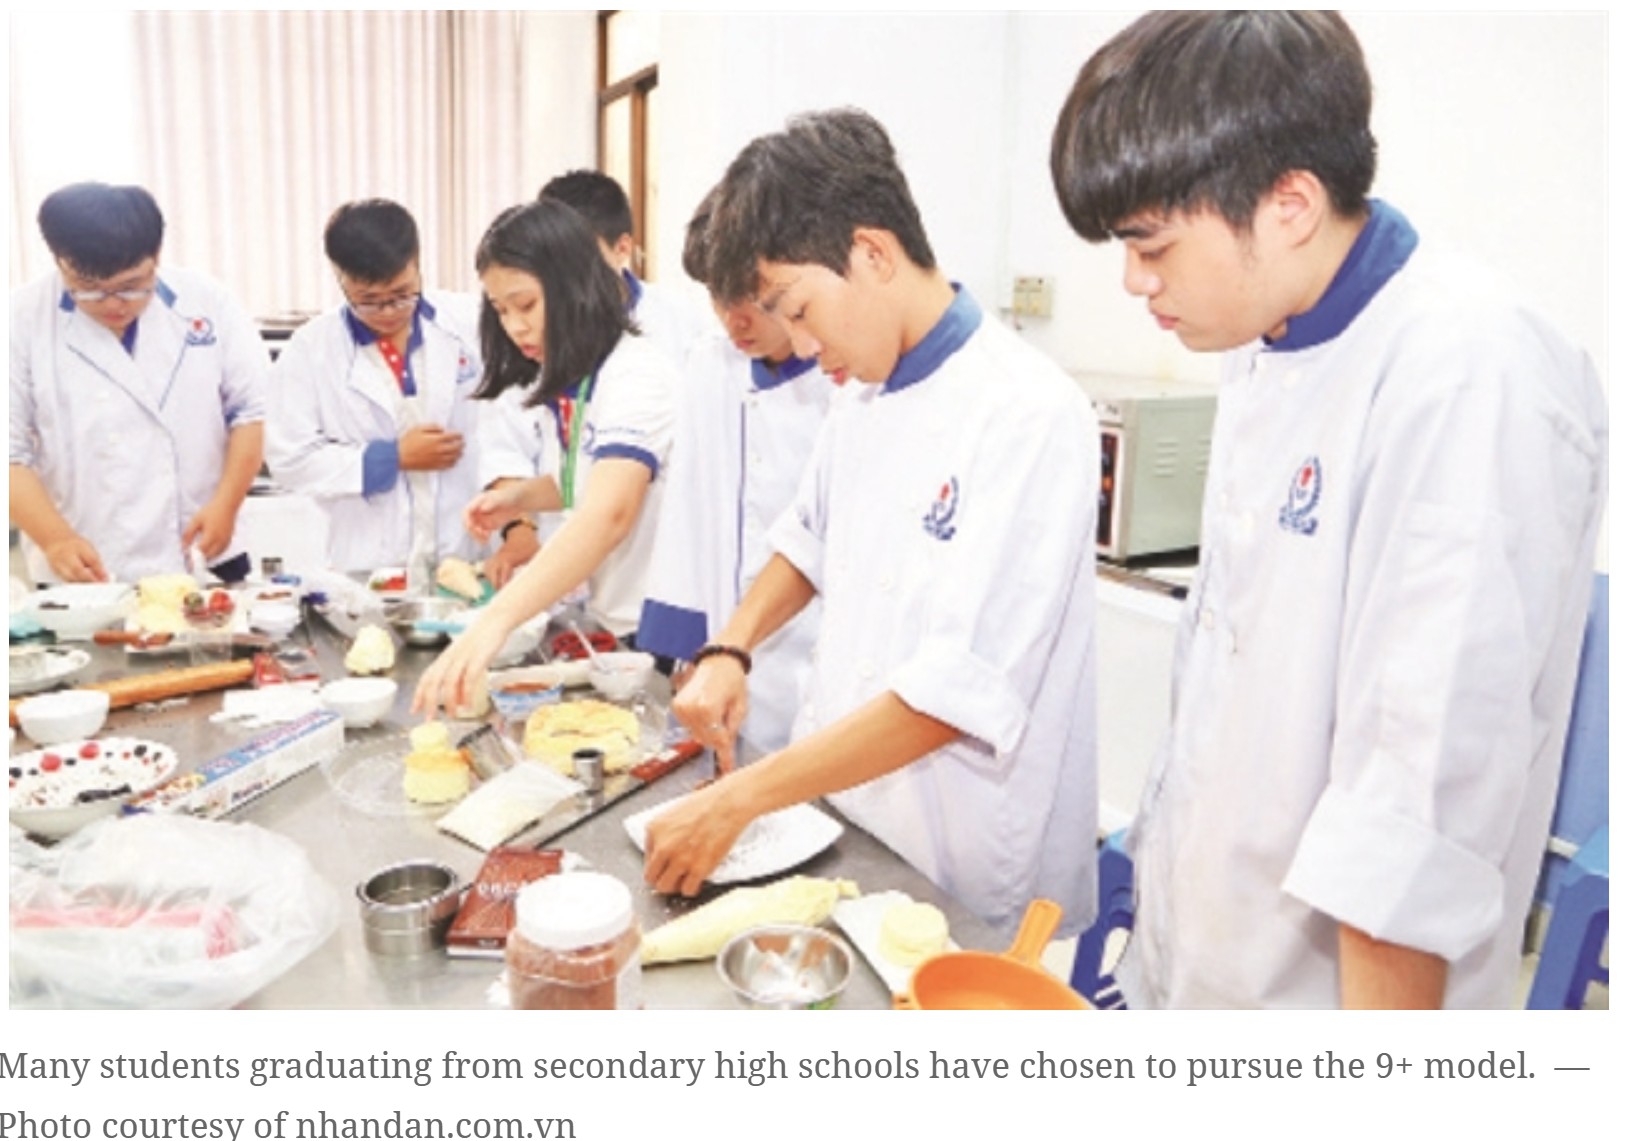 Many students graduating from secondary high schools have chosen to pursue the 9+ model. —
Photo courtesy of nhandan.com.vn